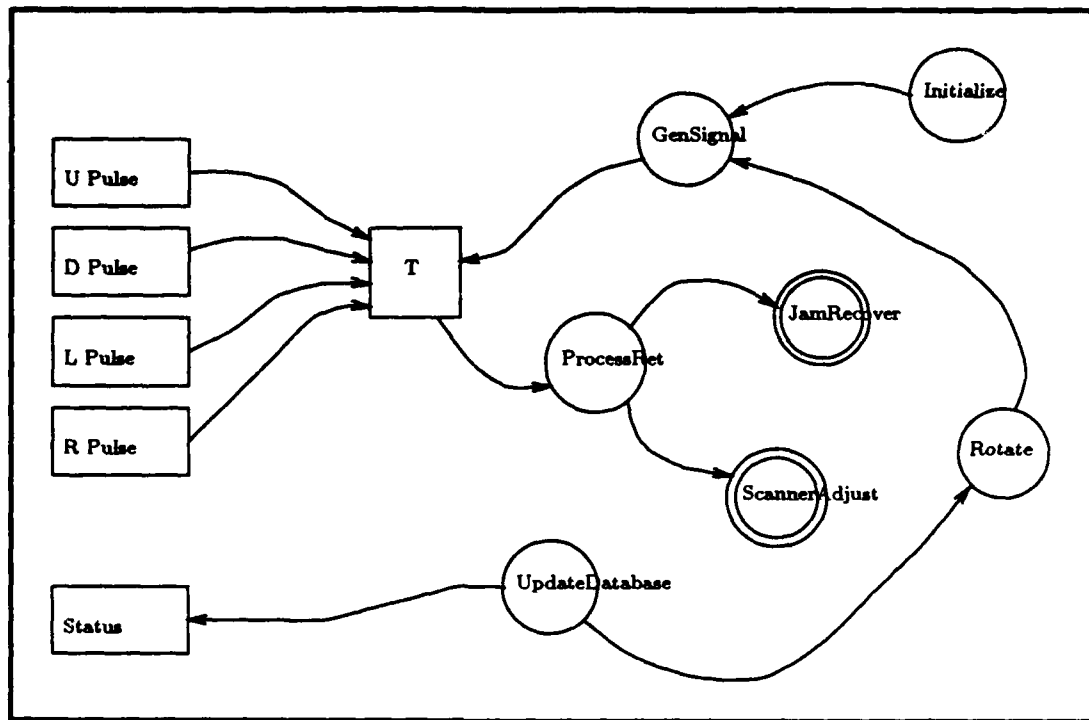 Initialize
GenSignal
U Pulse
D Pulse
T
L Pulse
JamRecover
ProcessRet
R Pulse
Rotate
ScannerAdjust
UpdateDatabase
Status